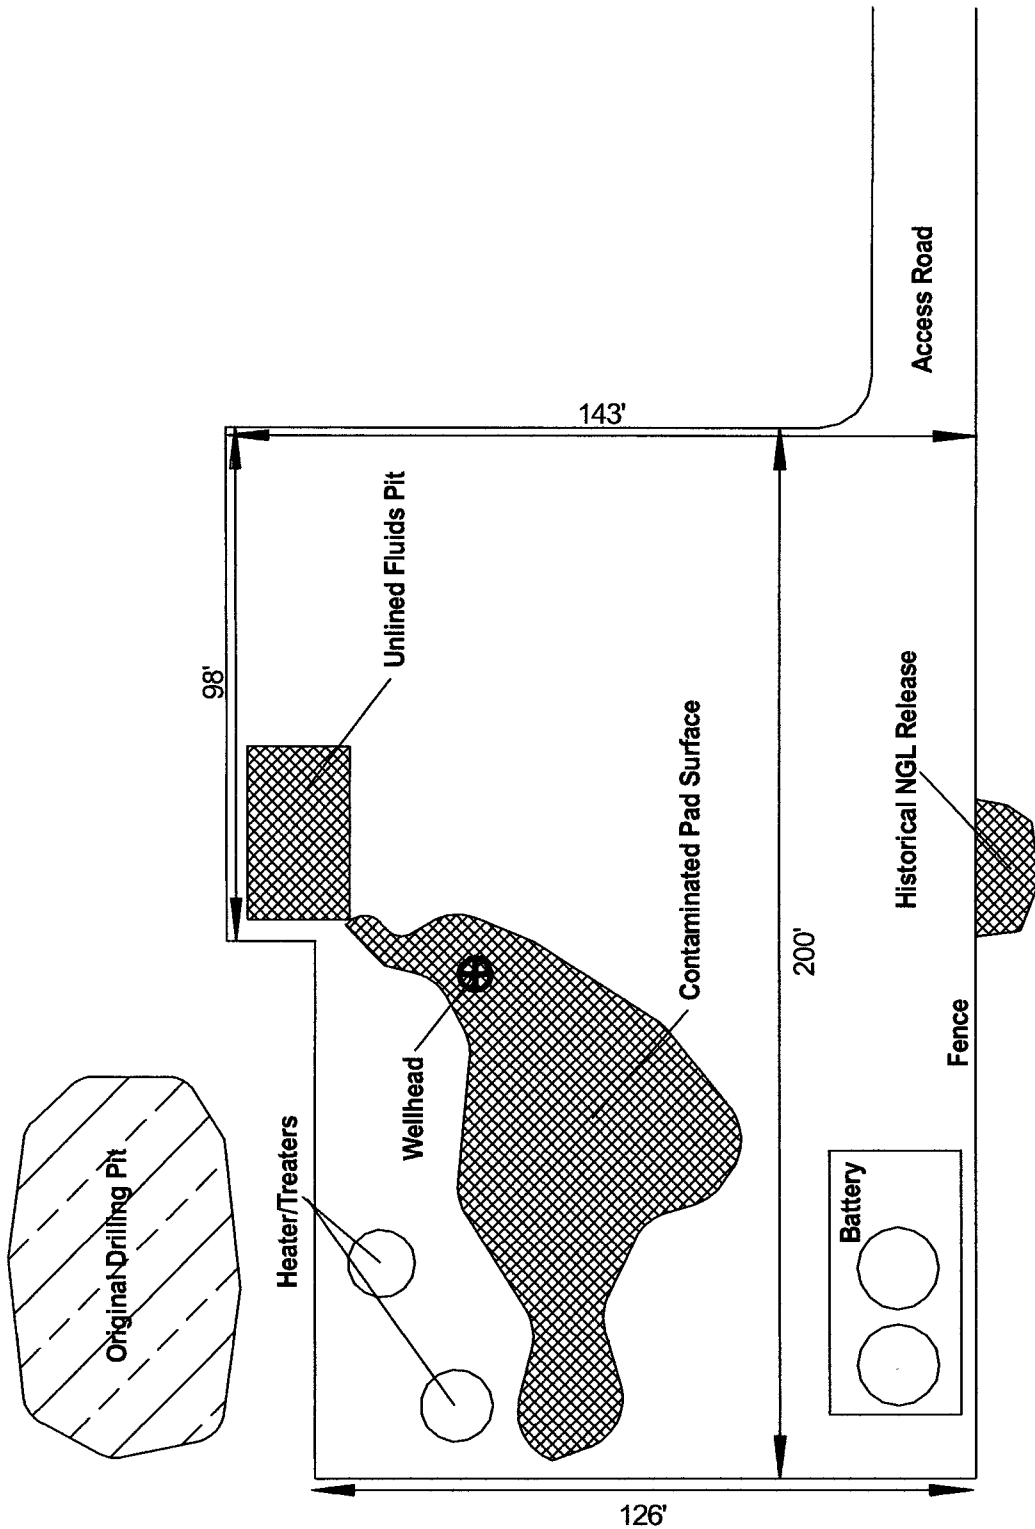 Original Drilling Pit
98'
143'
Access Road
Unlined Fluids Pit
Heater/Treaters
Wellhead
Contaminated Pad Surface
Historical NGL Release
200'
Fence
Battery
126'